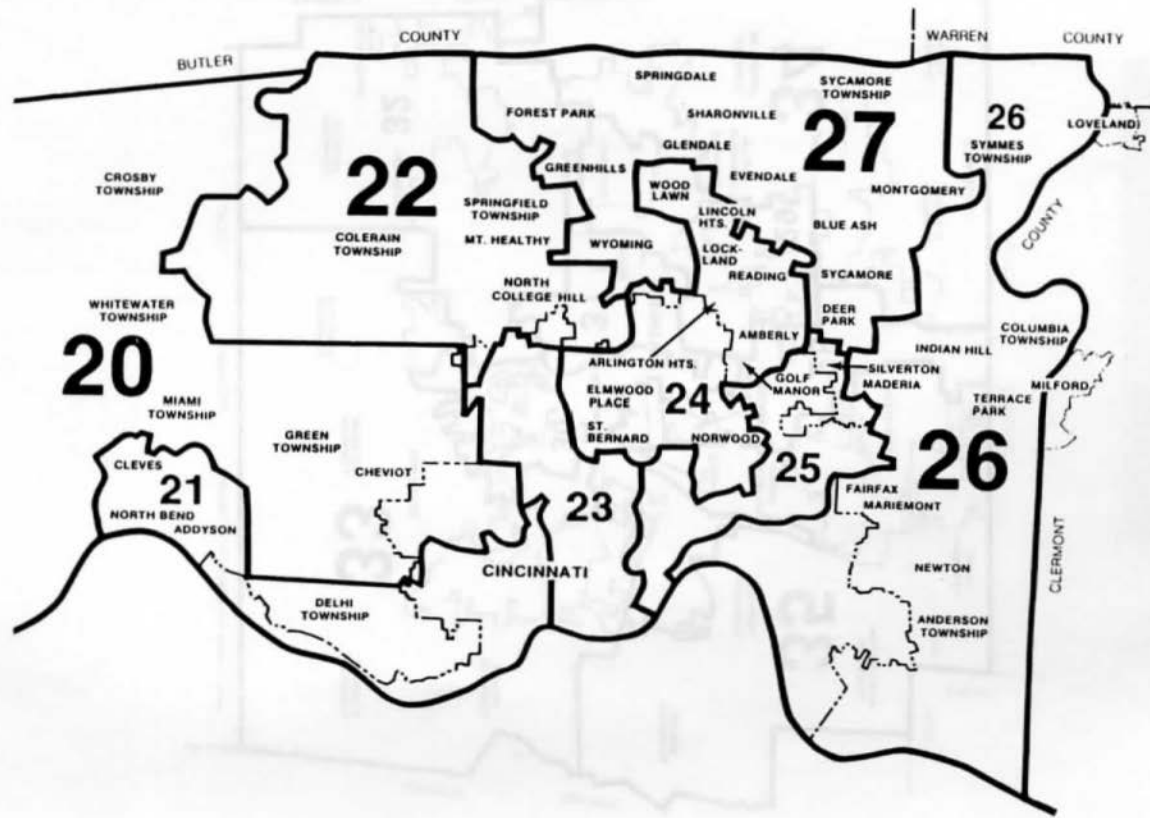 COUNTY
WARREN
COUNTY
BUTLER
SPRINGDALE
SYCAMORE
TOWNSHIP
26
FOREST PARK
SHARONVILLE
27
LOVELAND)
SYMMES
TOWNSHIP
GLENDALE
CROSBY
TOWNSHIP
22
GREENHILLS
EVENDALE
WOOD
LAWN
MONTGOMERY
SPRINGFIELD
TOWNSHIP
LINCOLN
HTS.
BLUE ASH
COUNTY
COLERAIN
TOWNSHIP
MT. HEALTHY
WYOMING
LOCK-
LAND
READING
SYCAMORE
NORTH
COLLEGE HILL
WHITEWATER
TOWNSHIP
DEER
PARK
COLUMBIA
TOWNSHIP
AMBERLY
INDIAN HILL
20
ARLINGTON HTS.
SILVERTON
MADERIA
GOLF
MANOR
MILFORD
ELMWOOD
PLACE
24
MIAMI
TOWNSHIP
TERRACE
PARK
GREEN
TOWNSHIP
ST.
BERNARD
NORWOOD
26
CLEVES
CHEVIOT
25
21
FAIRFAX
MARIEMONT
NORTH BEND
ADDYSON
23
CLERMONT
CINCINNATI
NEWTON
DELHI
TOWNSHIP
ANDERSON
TOWNSHIP
32
34
33
35